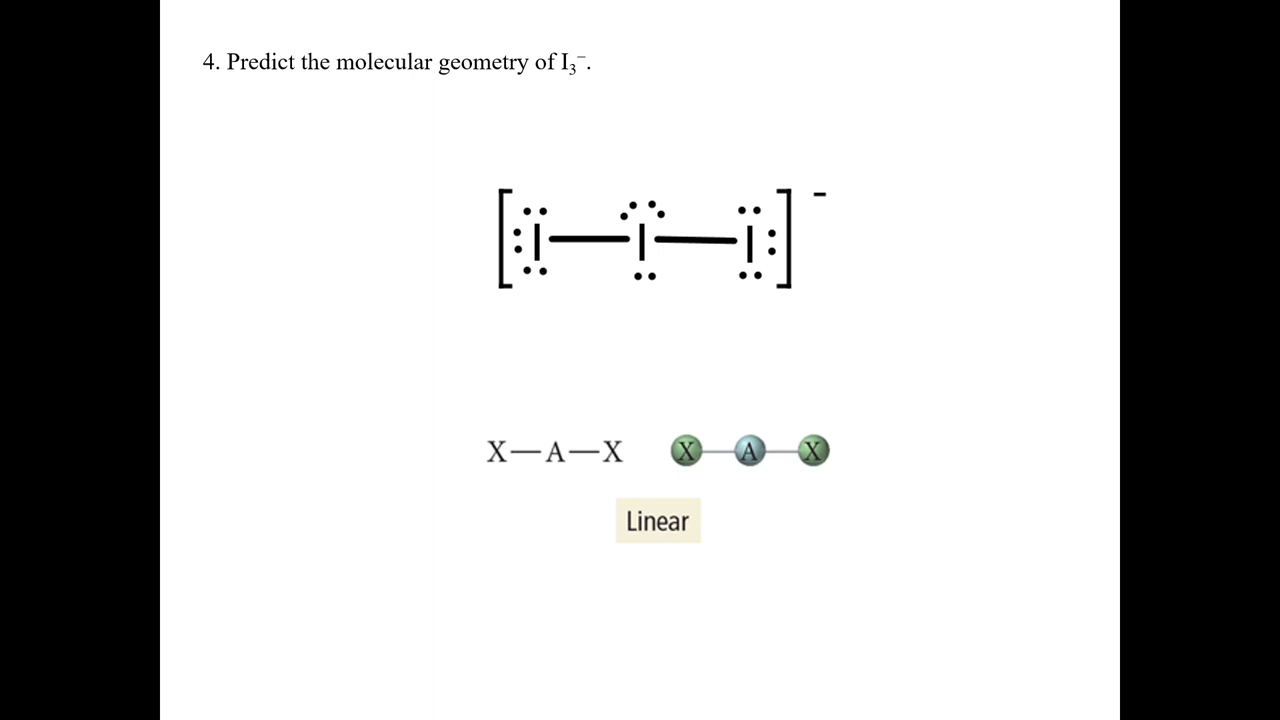 4. Predict the molecular geometry of I₃⁻.
[:I—I—I:]⁻
X—A—X X A X
Linear